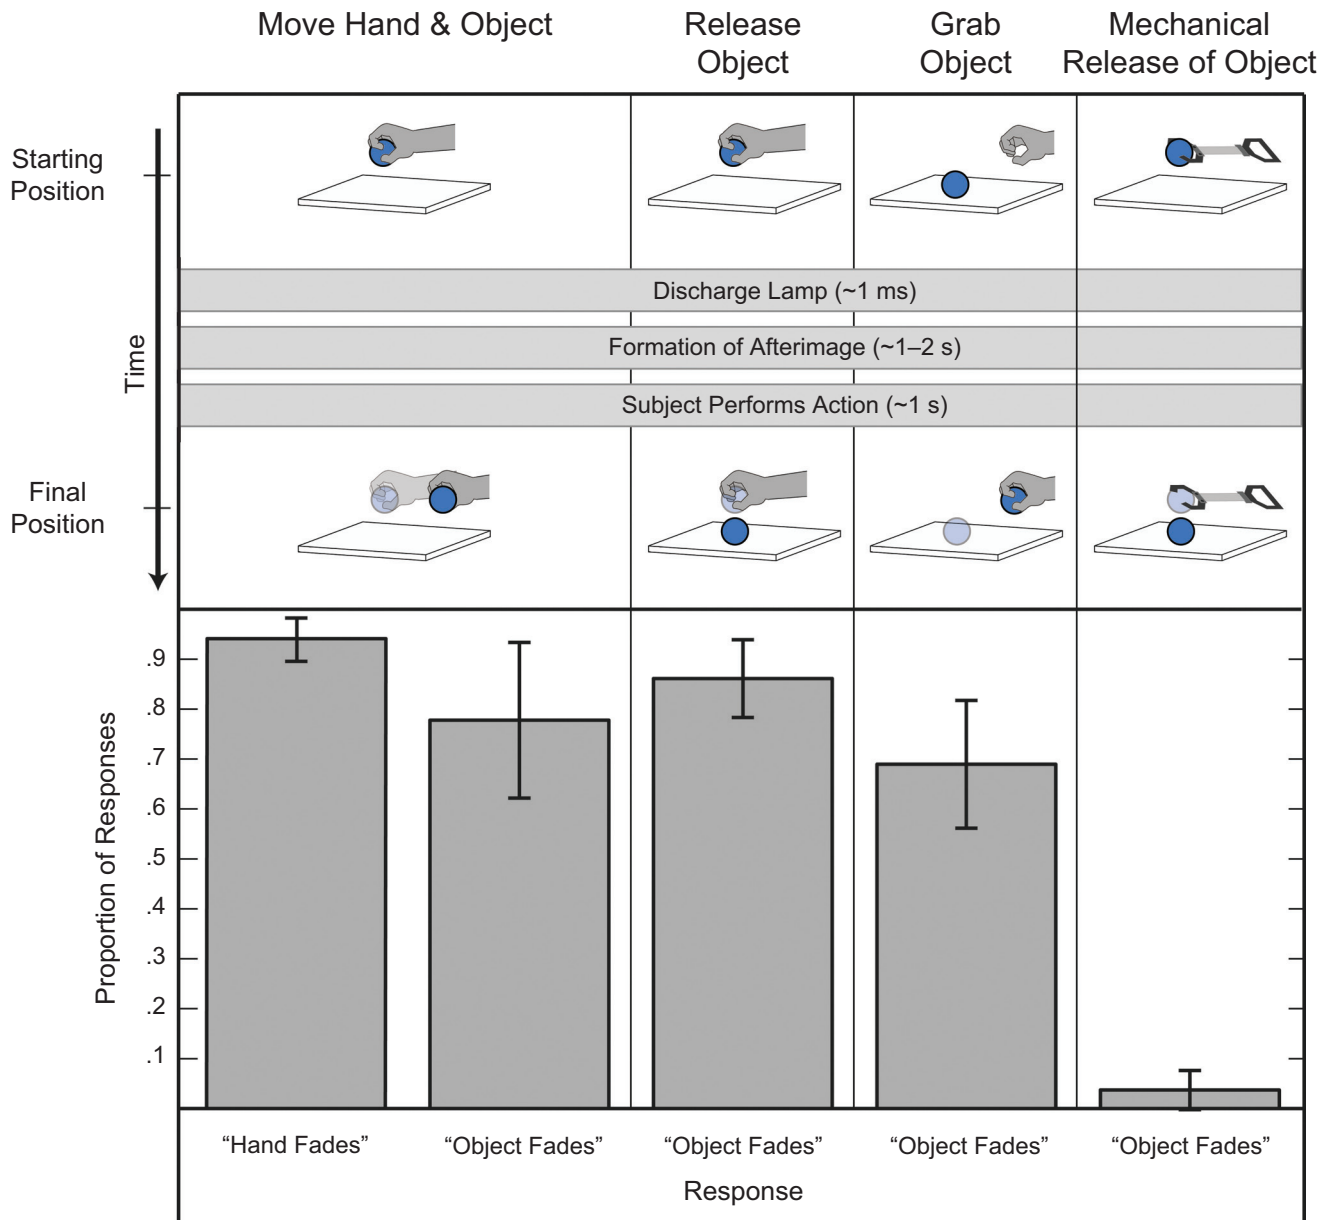 Move Hand & Object
Release
Object
Grab
Object
Mechanical
Release of Object
Starting
Position
Discharge Lamp (~1 ms)
Formation of Afterimage (~1–2 s)
Subject Performs Action (~1 s)
Time
Final
Position
Proportion of Responses
.9
.8
.7
.6
.5
.4
.3
.2
.1
“Hand Fades”
“Object Fades”
“Object Fades”
“Object Fades”
“Object Fades”
Response